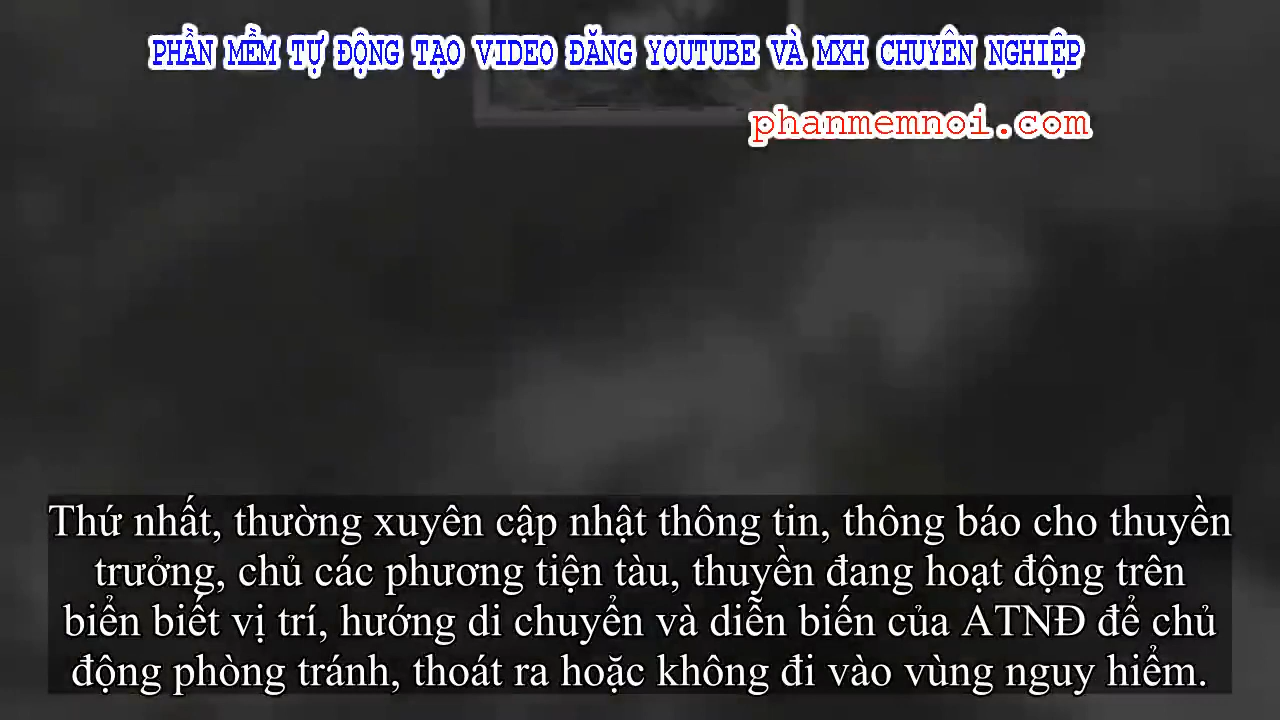 PHẦN MỀM TỰ ĐỘNG TẠO VIDEO ĐĂNG YOUTUBE VÀ MXH CHUYÊN NGHIỆP
phanmemnoi.com
Thứ nhất, thường xuyên cập nhật thông tin, thông báo cho thuyền
trưởng, chủ các phương tiện tàu, thuyền đang hoạt động trên
biển biết vị trí, hướng di chuyển và diễn biến của ATNĐ để chủ
động phòng tránh, thoát ra hoặc không đi vào vùng nguy hiểm.